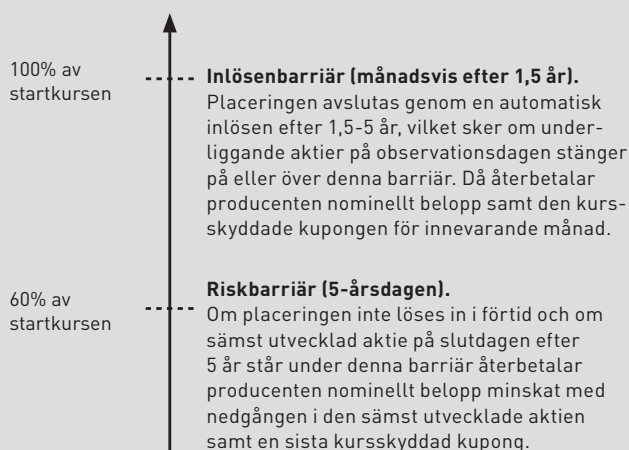 100% av
startkursen
Inlösenbarriär (månadsvis efter 1,5 år).
Placeringen avslutas genom en automatisk
inlösen efter 1,5-5 år, vilket sker om under-
liggande aktier på observationsdagen stänger
på eller över denna barriär. Då återbetalar
producenten nominellt belopp samt den kurs-
skyddade kupongen för innevarande månad.
60% av
startkursen
Riskbarriär (5-årsdagen).
Om placeringen inte löses in i förtid och om
sämst utvecklad aktie på slutdagen efter
5 år står under denna barriär återbetalar
producenten nominellt belopp minskat med
nedgången i den sämst utvecklade aktien
samt en sista kursskyddad kupong.